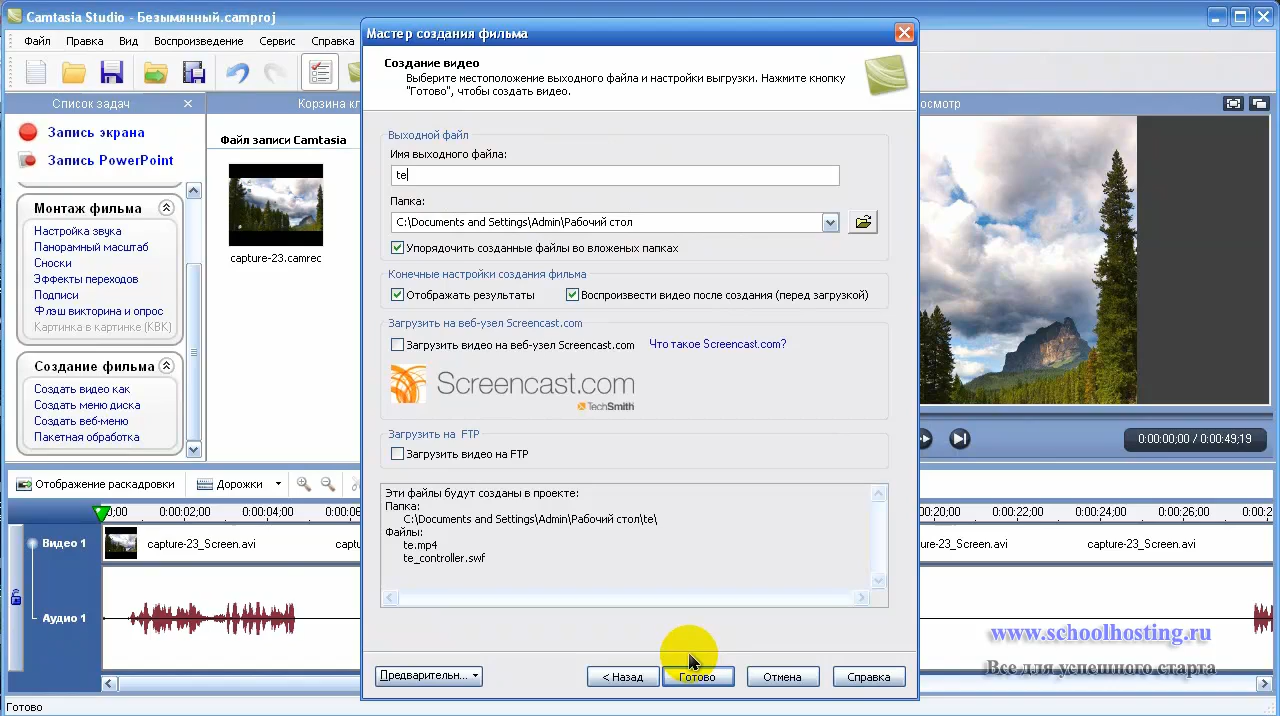 Camtasia Studio - Безымянный.camproj
Файл Правка Вид Воспроизведение Сервис Справка
Список задач
Запись экрана
Запись PowerPoint
Монтаж фильма
Настройка звука
Панорамный масштаб
Сноски
Эффекты переходов
Подписи
Флэш викторина и опрос
Картинка в картинке (КВК)
Создание фильма
Создать видео как
Создать меню диска
Создать веб-меню
Пакетная обработка
Корзина кл
Файл записи Camtasia
capture-23.camrec
Мастер создания фильма
Создание видео
Выберете местоположение выходного файла и настройки выгрузки. Нажмите кнопку
"Готово", чтобы создать видео.
Выходной файл
Имя выходного файла:
te
Папка:
C:\Documents and Settings\Admin\Рабочий стол
Упорядочить созданные файлы во вложеных папках
Конечные настройки создания фильма
Отображать результаты
Воспроизвести видео после создания (перед загрузкой)
Загрузить на веб-узел Screencast.com
Загрузить видео на веб-узел Screencast.com
Что такое Screencast.com?
Screencast.com
TechSmith
Загрузить на FTP
Загрузить видео на FTP
Эти файлы будут созданы в проекте:
Папка:
C:\Documents and Settings\Admin\Рабочий стол\te\
Файлы:
te.mp4
te_controller.swf
Предварительн...
< Назад
Готово
Отмена
Справка
осмотр
0:00:00;00 / 0:00:49;19
Отображение раскадровки
Дорожки
0:00:02;00 0:00:04;00
0:00:22;00 0:00:24;00 0:00:26;00
Видео 1
capture-23_Screen.avi
capture-23_Screen.avi
Аудио 1
www.schoolhosting.ru
Все для успешного старта
Готово